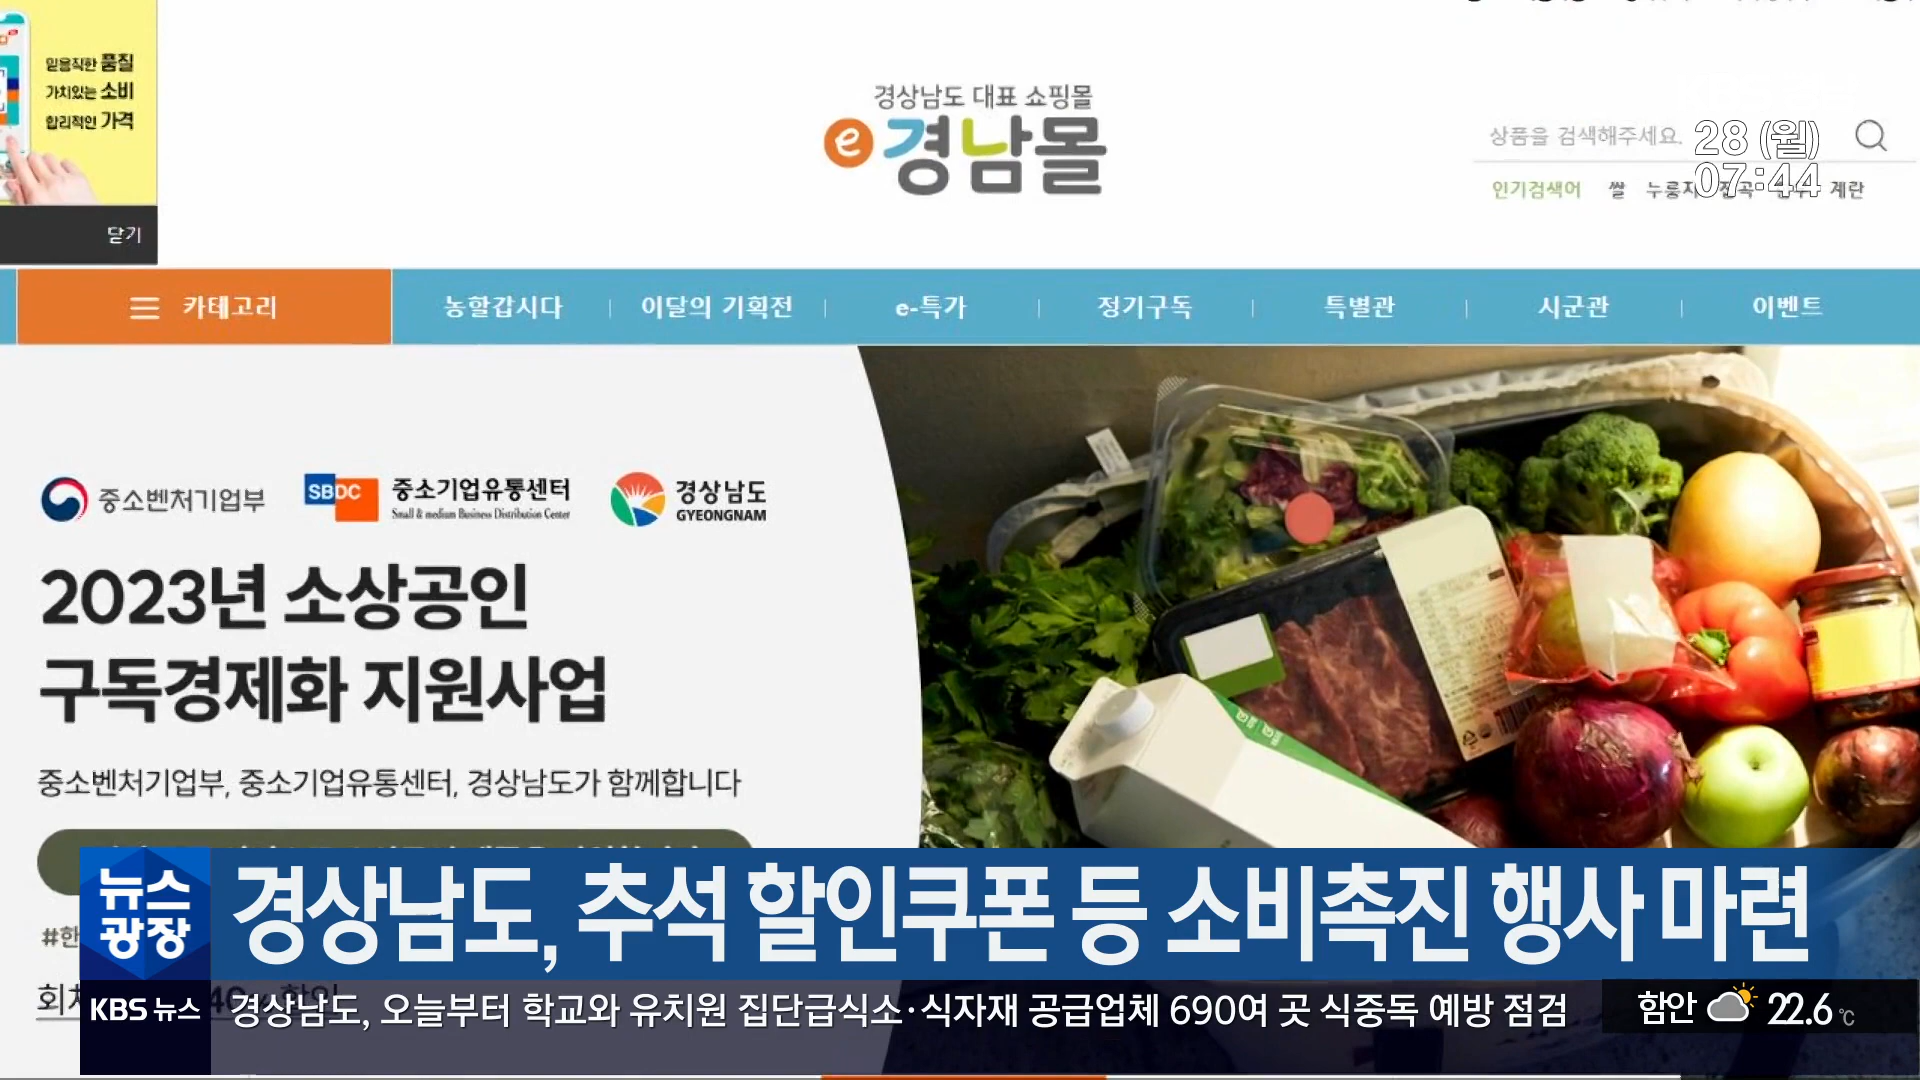 믿음직한 품질
가치있는 소비
합리적인 가격
닫기
경상남도 대표 쇼핑몰
e경남몰
상품을 검색해주세요.
28 (월)
07:44
인기검색어 쌀 누룽지 계란
카테고리 농할갑시다 이달의 기획전 e-특가 정기구독 특별관 시군관 이벤트
중소벤처기업부
SBDC 중소기업유통센터
Small & medium Business Distribution Center
경상남도
GYEONGNAM
2023년 소상공인
구독경제화 지원사업
중소벤처기업부, 중소기업유통센터, 경상남도가 함께합니다
뉴스
광장
경상남도, 추석 할인쿠폰 등 소비촉진 행사 마련
KBS 뉴스
경상남도, 오늘부터 학교와 유치원 집단급식소·식자재 공급업체 690여 곳 식중독 예방 점검
함안 22.6℃